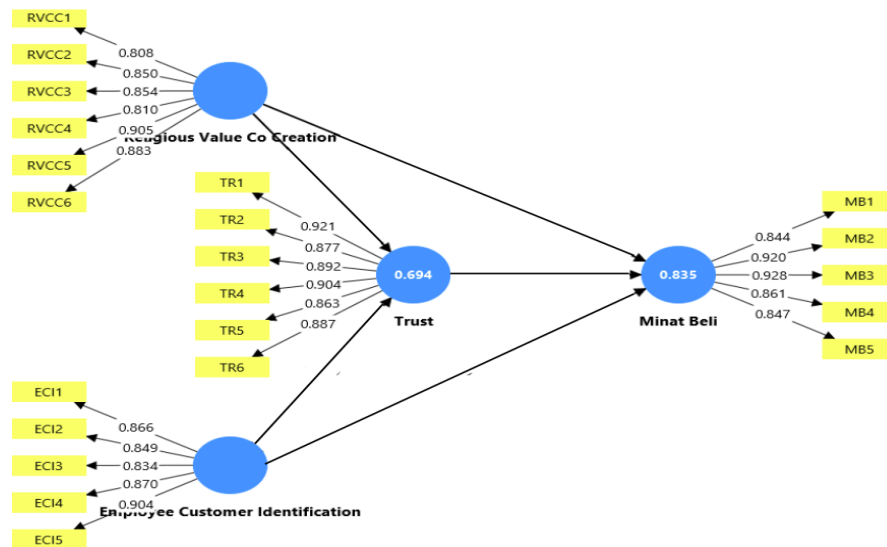 RVCC1
RVCC2
RVCC3
RVCC4
RVCC5
RVCC6
0.808
0.850
0.854
0.810
0.905
0.883
Religious Value Co Creation
TR1
TR2
TR3
TR4
TR5
TR6
0.921
0.877
0.892
0.904
0.863
0.887
0.694
Trust
0.835
Minat Beli
0.844
0.920
0.928
0.861
0.847
MB1
MB2
MB3
MB4
MB5
ECI1
ECI2
ECI3
ECI4
ECI5
0.866
0.849
0.834
0.870
0.904
Employee Customer Identification